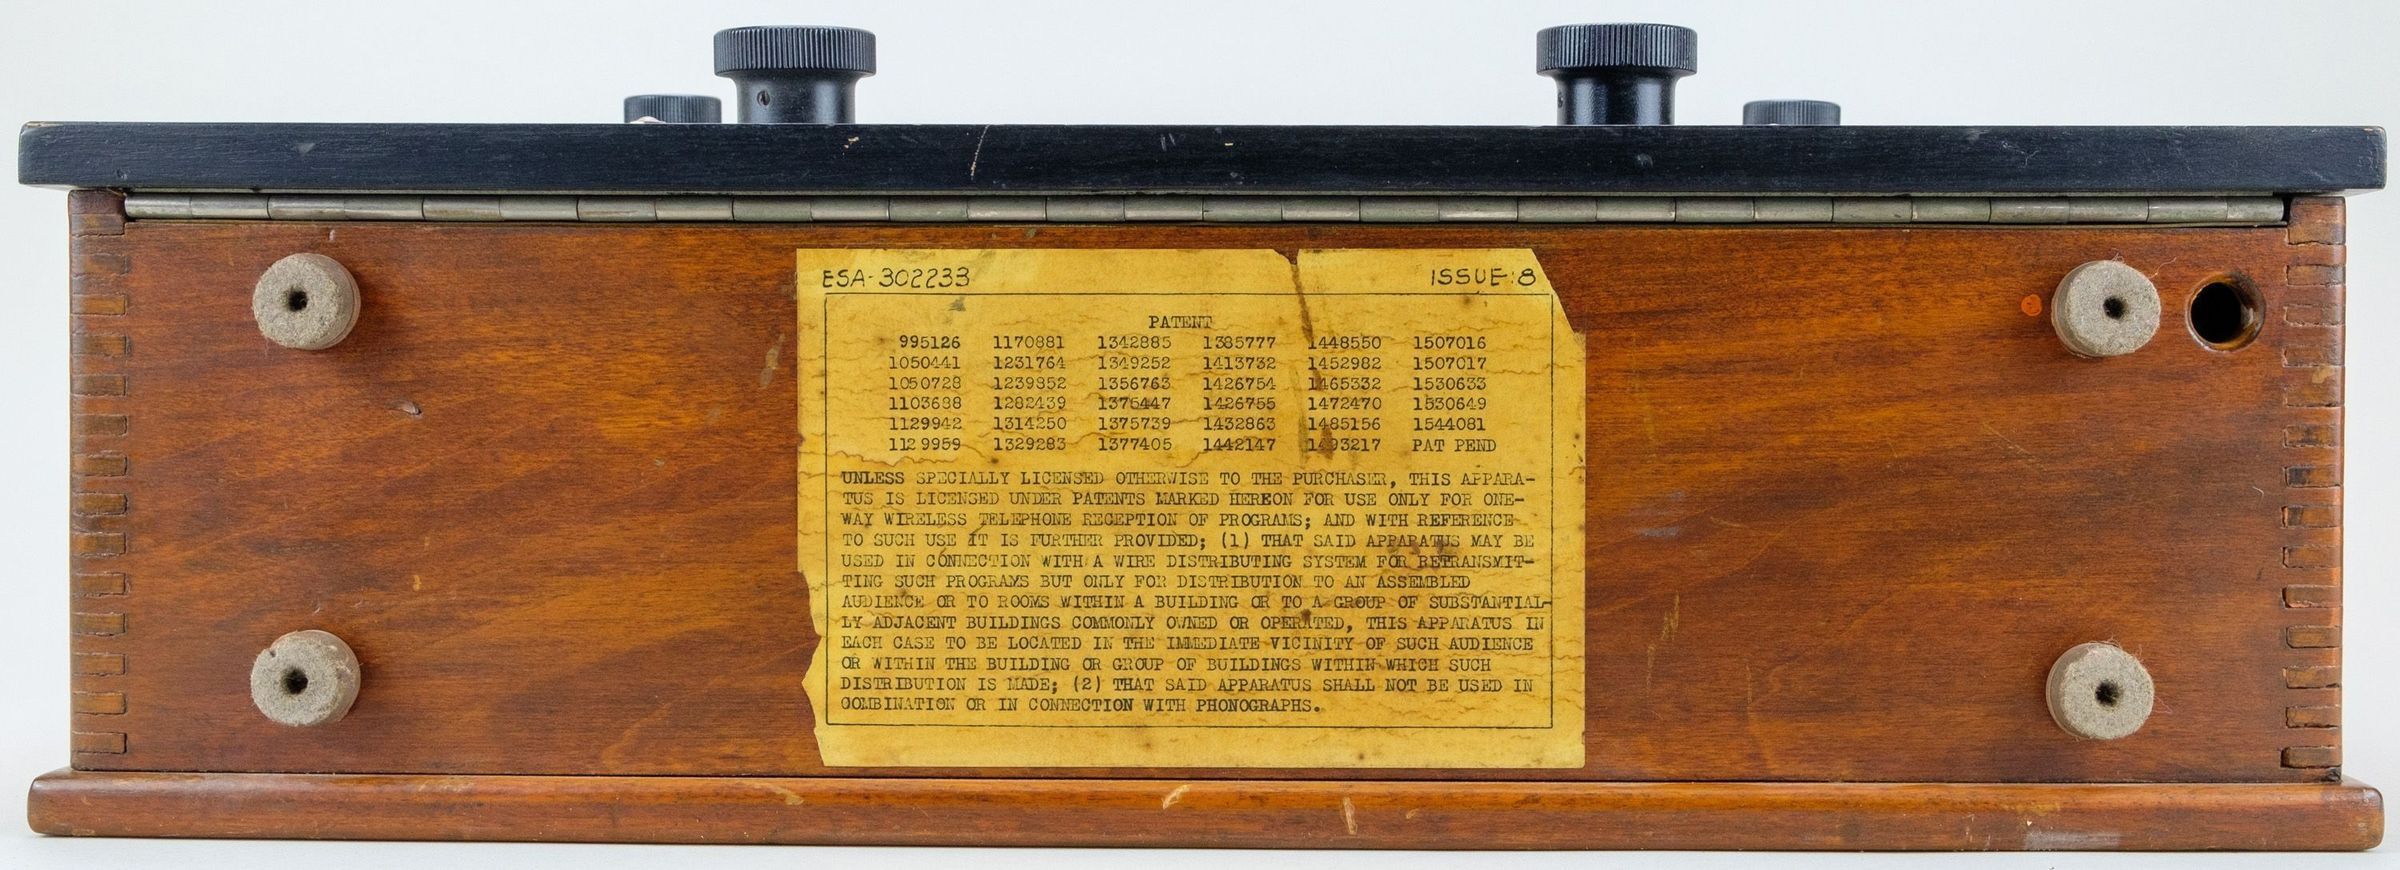 ESA-302233 ISSUE 8
PATENT
995126 1170881 1342885 1385777 1448550 1507016
1050441 1231764 1349252 1413732 1452982 1507017
1050728 1239852 1356763 1426754 1465332 1530633
1103688 1282439 1375447 1426755 1472470 1530649
1129942 1314250 1375739 1432863 1485156 1544081
1129959 1329283 1377405 1442147 1493217 PAT PEND
UNLESS SPECIALLY LICENSED OTHERWISE TO THE PURCHASER, THIS APPARA-
TUS IS LICENSED UNDER PATENTS MARKED HEREON FOR USE ONLY FOR ONE-
WAY WIRELESS TELEPHONE RECEPTION OF PROGRAMS; AND WITH REFERENCE
TO SUCH USE IT IS FURTHER PROVIDED; (1) THAT SAID APPARATUS MAY BE
USED IN CONNECTION WITH A WIRE DISTRIBUTING SYSTEM FOR RETRANSMIT-
TING SUCH PROGRAMS BUT ONLY FOR DISTRIBUTION TO AN ASSEMBLED
AUDIENCE OR TO ROOMS WITHIN A BUILDING OR TO A GROUP OF SUBSTANTIAL-
LY ADJACENT BUILDINGS COMMONLY OWNED OR OPERATED, THIS APPARATUS IN
EACH CASE TO BE LOCATED IN THE IMMEDIATE VICINITY OF SUCH AUDIENCE
OR WITHIN THE BUILDING OR GROUP OF BUILDINGS WITHIN WHICH SUCH
DISTRIBUTION IS MADE; (2) THAT SAID APPARATUS SHALL NOT BE USED IN
COMBINATION OR IN CONNECTION WITH PHONOGRAPHS.